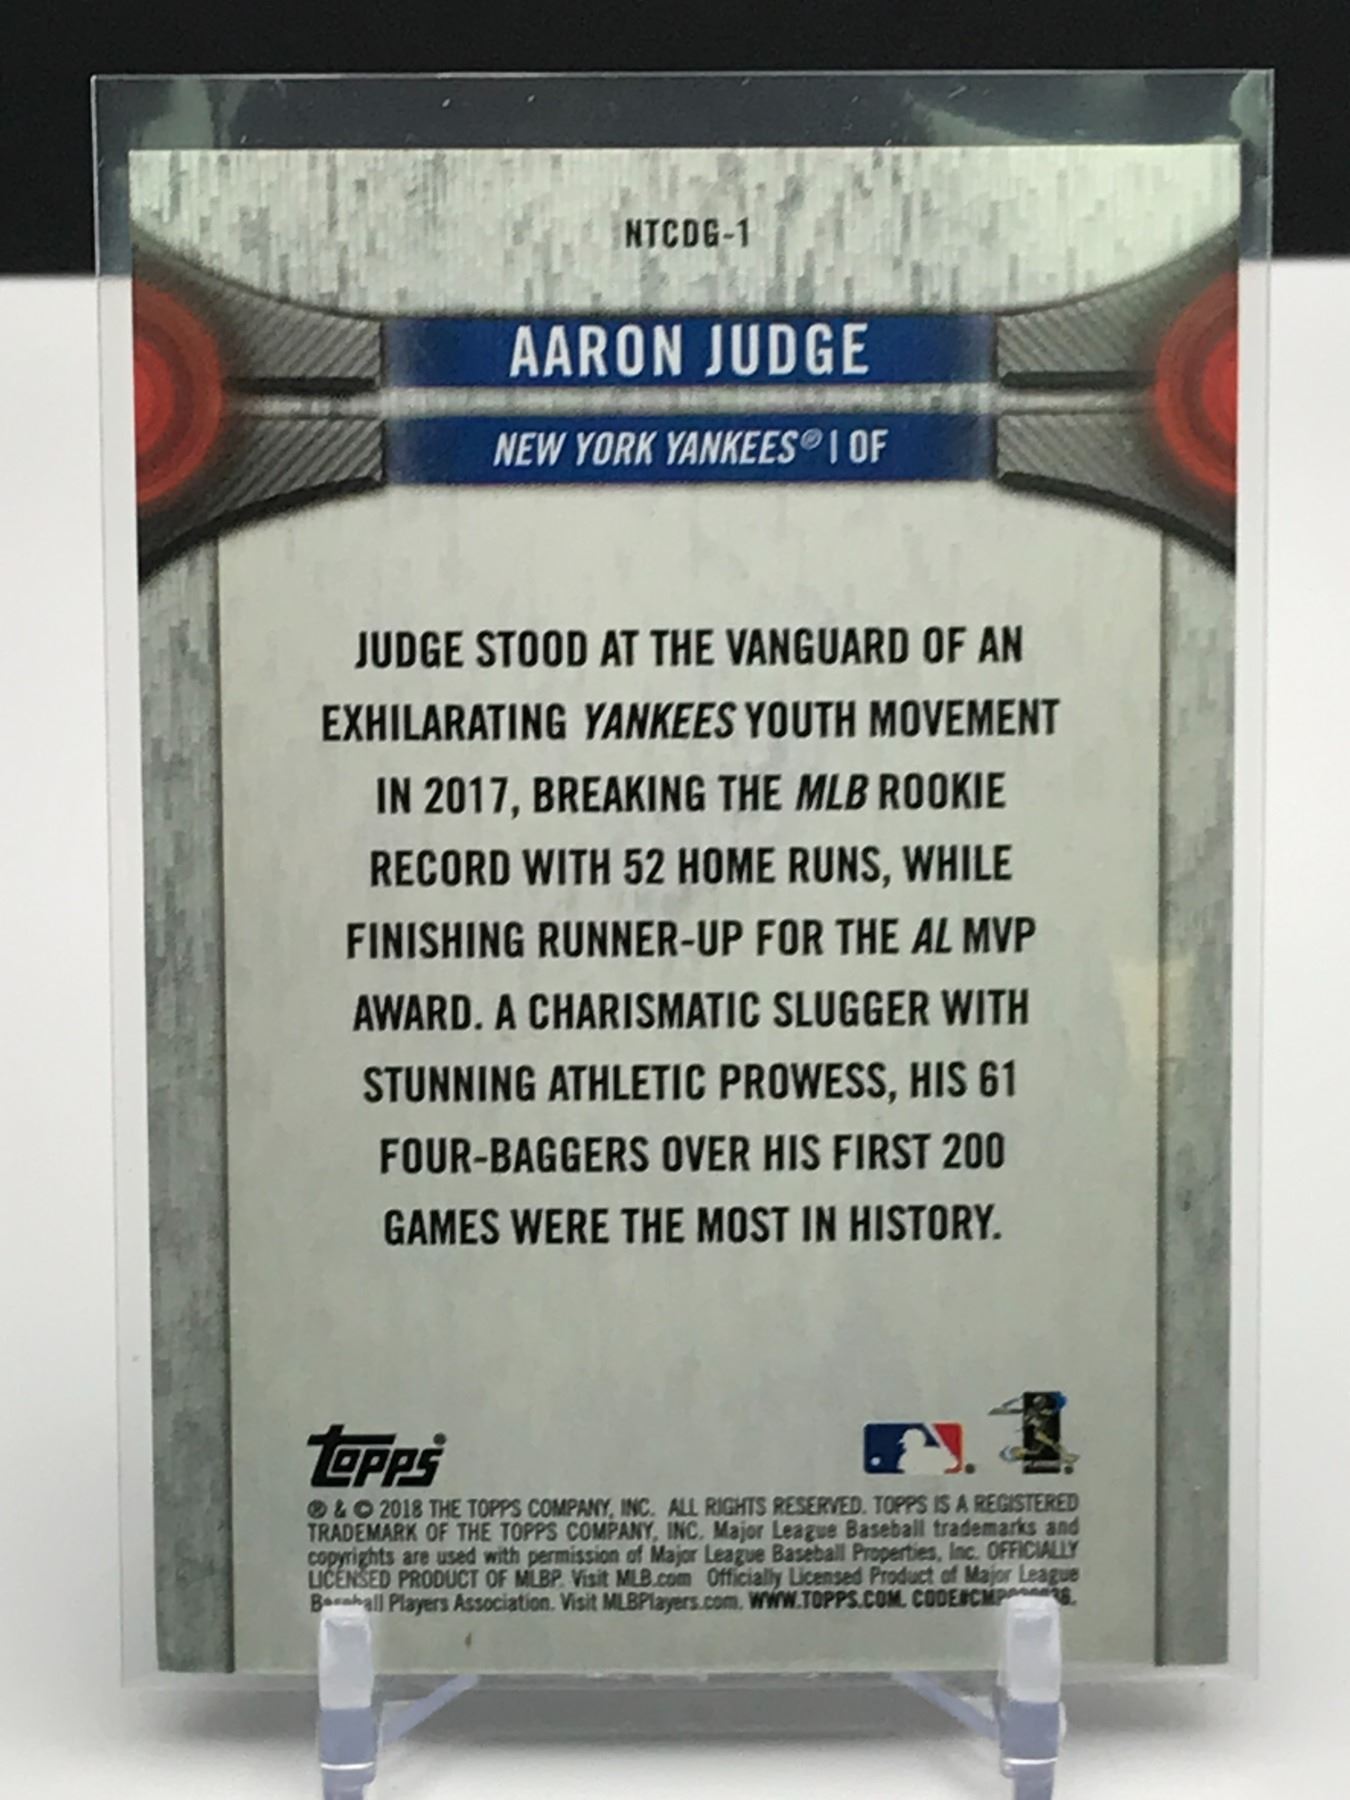 NTCDG-1
AARON JUDGE
NEW YORK YANKEES® | OF
JUDGE STOOD AT THE VANGUARD OF AN
EXHILARATING YANKEES YOUTH MOVEMENT
IN 2017, BREAKING THE MLB ROOKIE
RECORD WITH 52 HOME RUNS, WHILE
FINISHING RUNNER-UP FOR THE AL MVP
AWARD. A CHARISMATIC SLUGGER WITH
STUNNING ATHLETIC PROWESS, HIS 61
FOUR-BAGGERS OVER HIS FIRST 200
GAMES WERE THE MOST IN HISTORY.
TOPPS®
® & © 2018 THE TOPPS COMPANY, INC. ALL RIGHTS RESERVED. TOPPS IS A REGISTERED
TRADEMARK OF THE TOPPS COMPANY, INC. Major League Baseball trademarks and
copyrights are used with permission of Major League Baseball Properties, Inc. OFFICIALLY
LICENSED PRODUCT OF MLBP. Visit MLB.com Officially Licensed Product of Major League
Baseball Players Association. Visit MLBPlayers.com. WWW.TOPPS.COM.